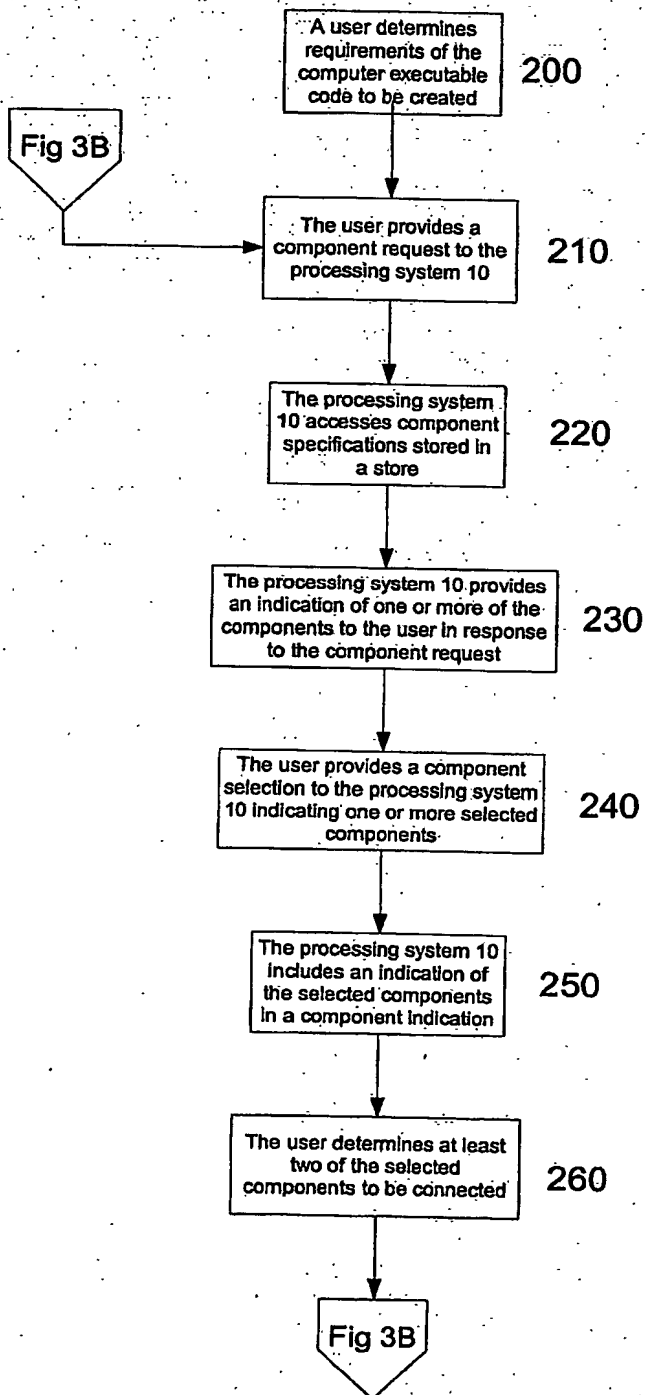 A user determines
requirements of the
computer executable
code to be created
200
Fig 3B
The user provides a
component request to the
processing system 10
210
The processing system
10 accesses component
specifications stored in
a store
220
The processing system 10 provides
an indication of one or more of the
components to the user in response
to the component request
230
The user provides a component
selection to the processing system
10 indicating one or more selected
components
240
The processing system 10
includes an indication of
the selected components
in a component indication
250
The user determines at least
two of the selected
components to be connected
260
Fig 3B